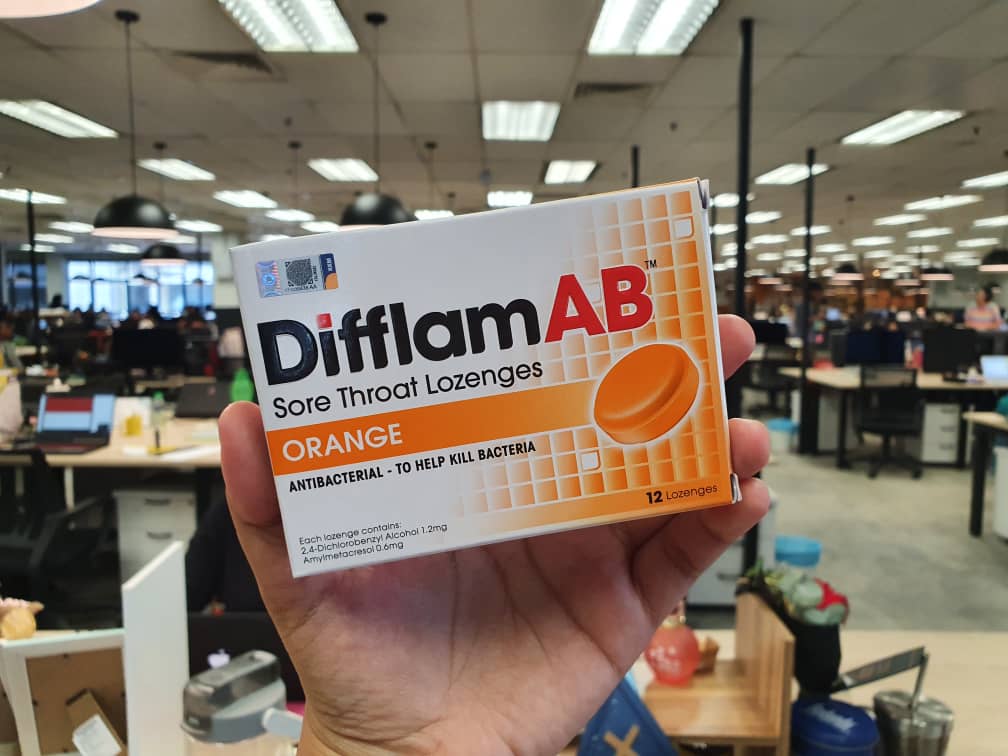 DifflamAB™
Sore Throat Lozenges
ORANGE
ANTIBACTERIAL - TO HELP KILL BACTERIA
Each lozenge contains:
2,4-Dichlorobenzyl Alcohol 1.2mg
Amylmetacresol 0.6mg
12 Lozenges